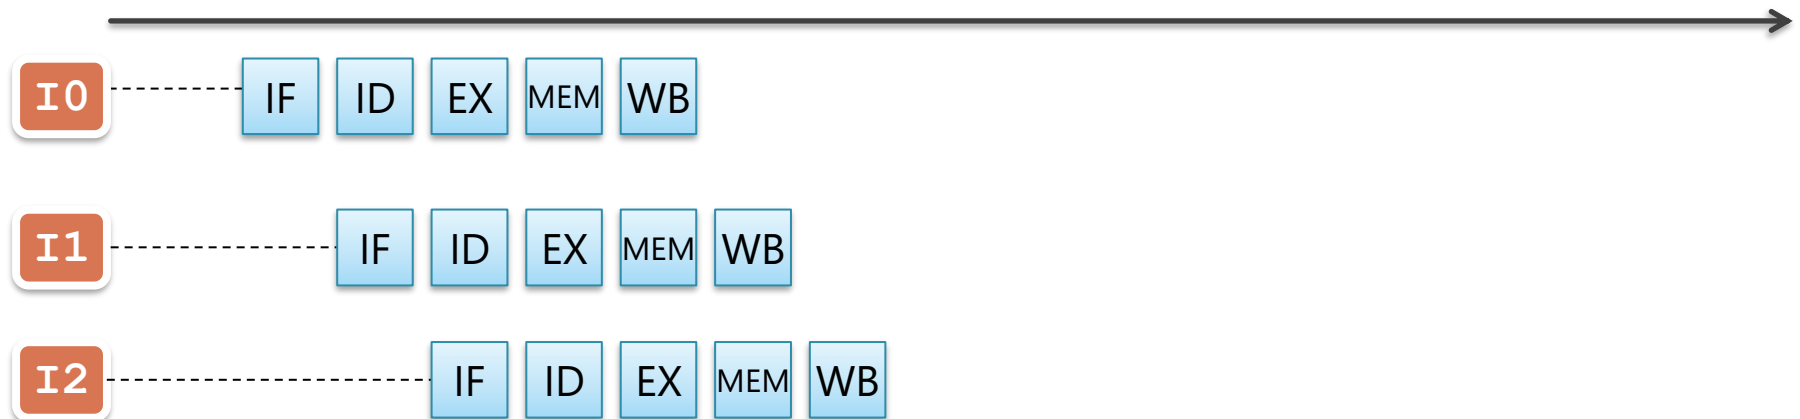 I0 IF ID EX MEM WB
I1 IF ID EX MEM WB
I2 IF ID EX MEM WB